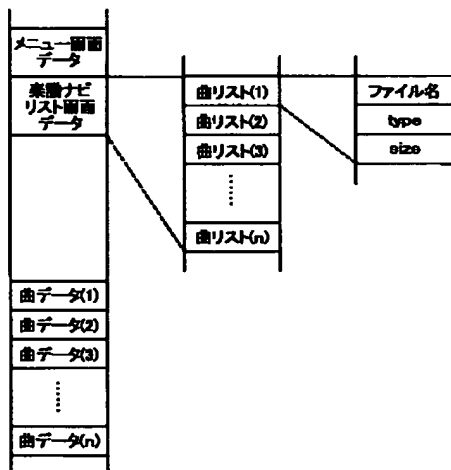 メニュー画面
データ
楽譜ナビ
リスト画面
データ
曲データ(1)
曲データ(2)
曲データ(3)
曲データ(n)
曲リスト(1)
曲リスト(2)
曲リスト(3)
曲リスト(n)
ファイル名
type
size